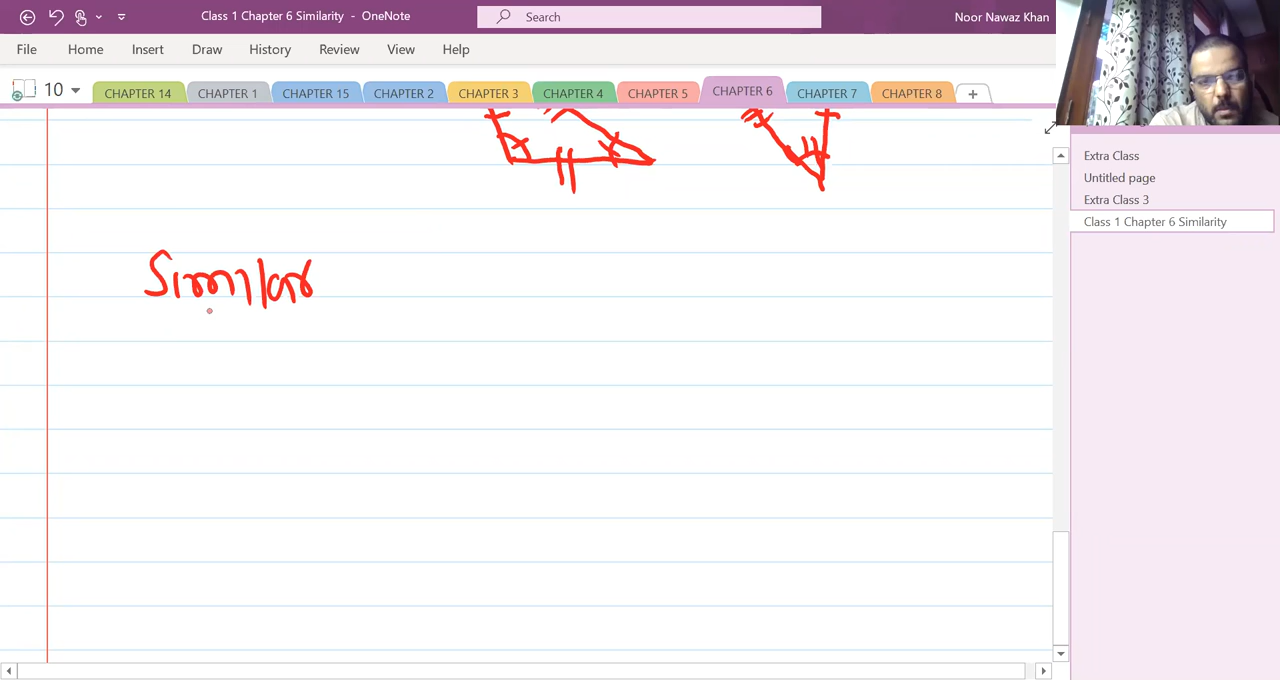 Class 1 Chapter 6 Similarity - OneNote
Search
Noor Nawaz Khan
File Home Insert Draw History Review View Help
10 CHAPTER 14 CHAPTER 1 CHAPTER 15 CHAPTER 2 CHAPTER 3 CHAPTER 4 CHAPTER 5 CHAPTER 6 CHAPTER 7 CHAPTER 8
Extra Class
Untitled page
Extra Class 3
Class 1 Chapter 6 Similarity
Similar